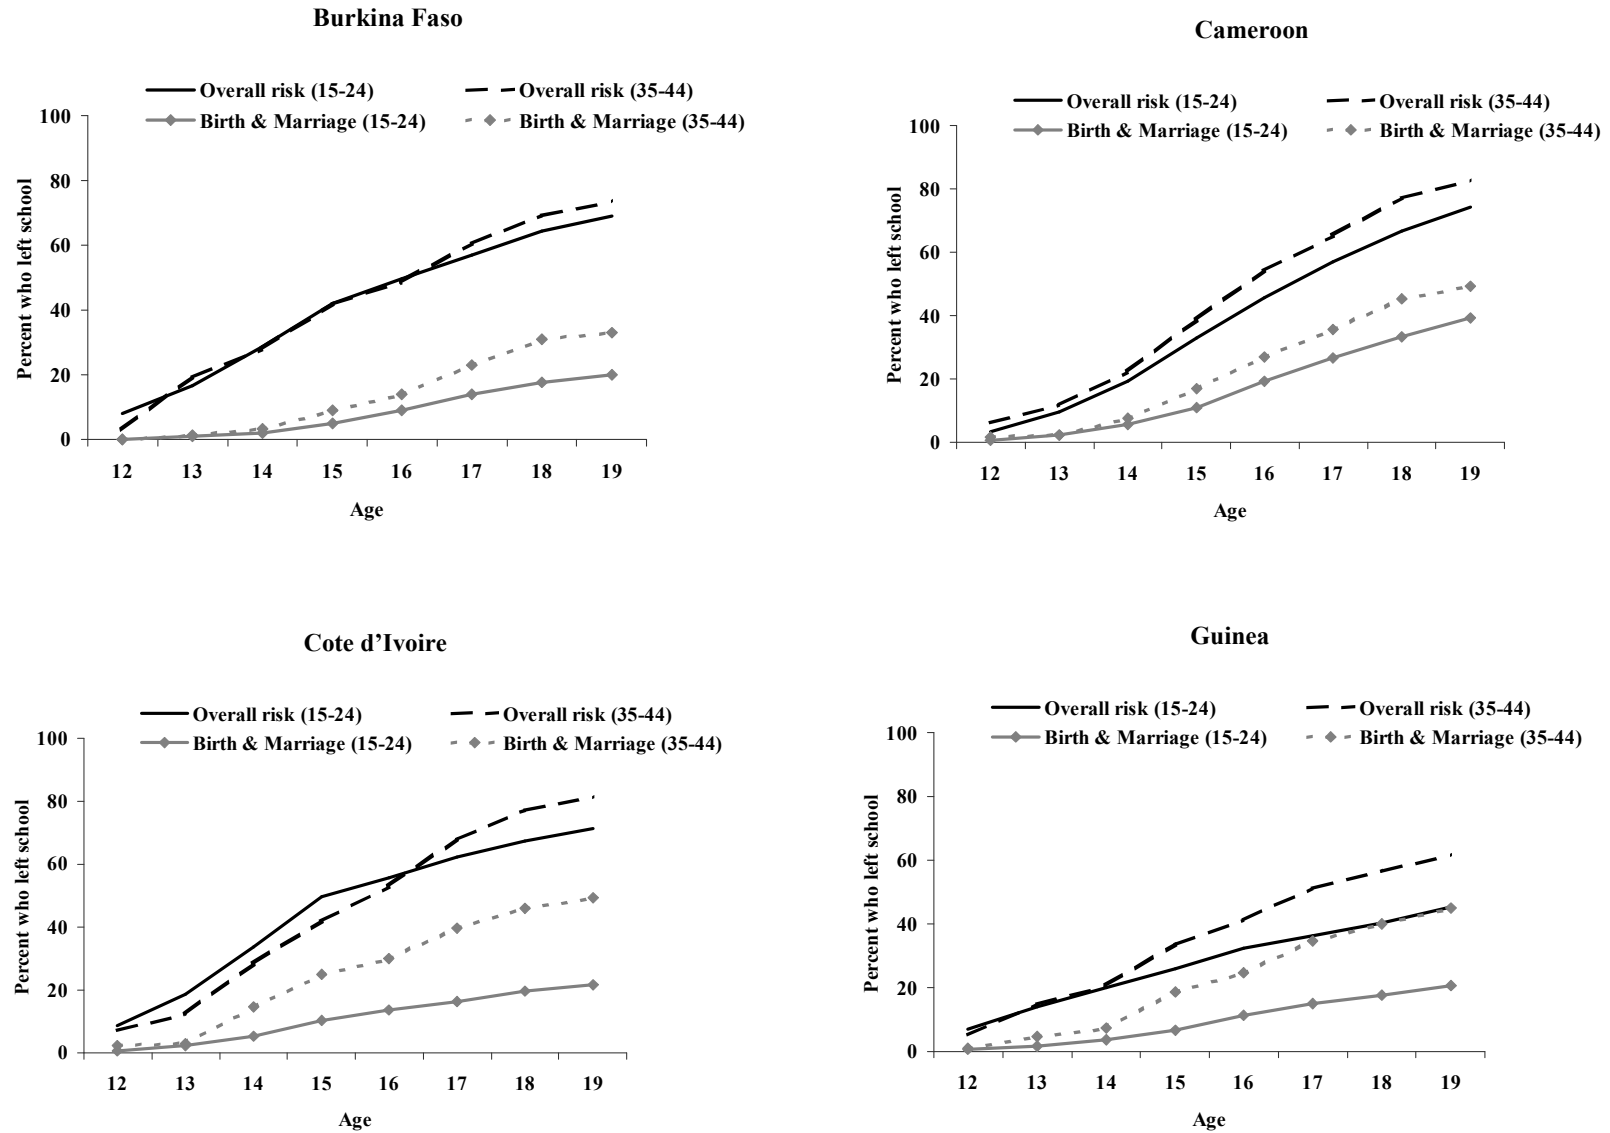 Burkina Faso
Overall risk (15-24)
Overall risk (35-44)
Birth & Marriage (15-24)
Birth & Marriage (35-44)
Percent who left school
100
80
60
40
20
0
12 13 14 15 16 17 18 19
Age
Cameroon
Overall risk (15-24)
Overall risk (35-44)
Birth & Marriage (15-24)
Birth & Marriage (35-44)
Percent who left school
100
80
60
40
20
0
12 13 14 15 16 17 18 19
Age
Cote d’Ivoire
Overall risk (15-24)
Overall risk (35-44)
Birth & Marriage (15-24)
Birth & Marriage (35-44)
Percent who left school
100
80
60
40
20
0
12 13 14 15 16 17 18 19
Age
Guinea
Overall risk (15-24)
Overall risk (35-44)
Birth & Marriage (15-24)
Birth & Marriage (35-44)
Percent who left school
100
80
60
40
20
0
12 13 14 15 16 17 18 19
Age